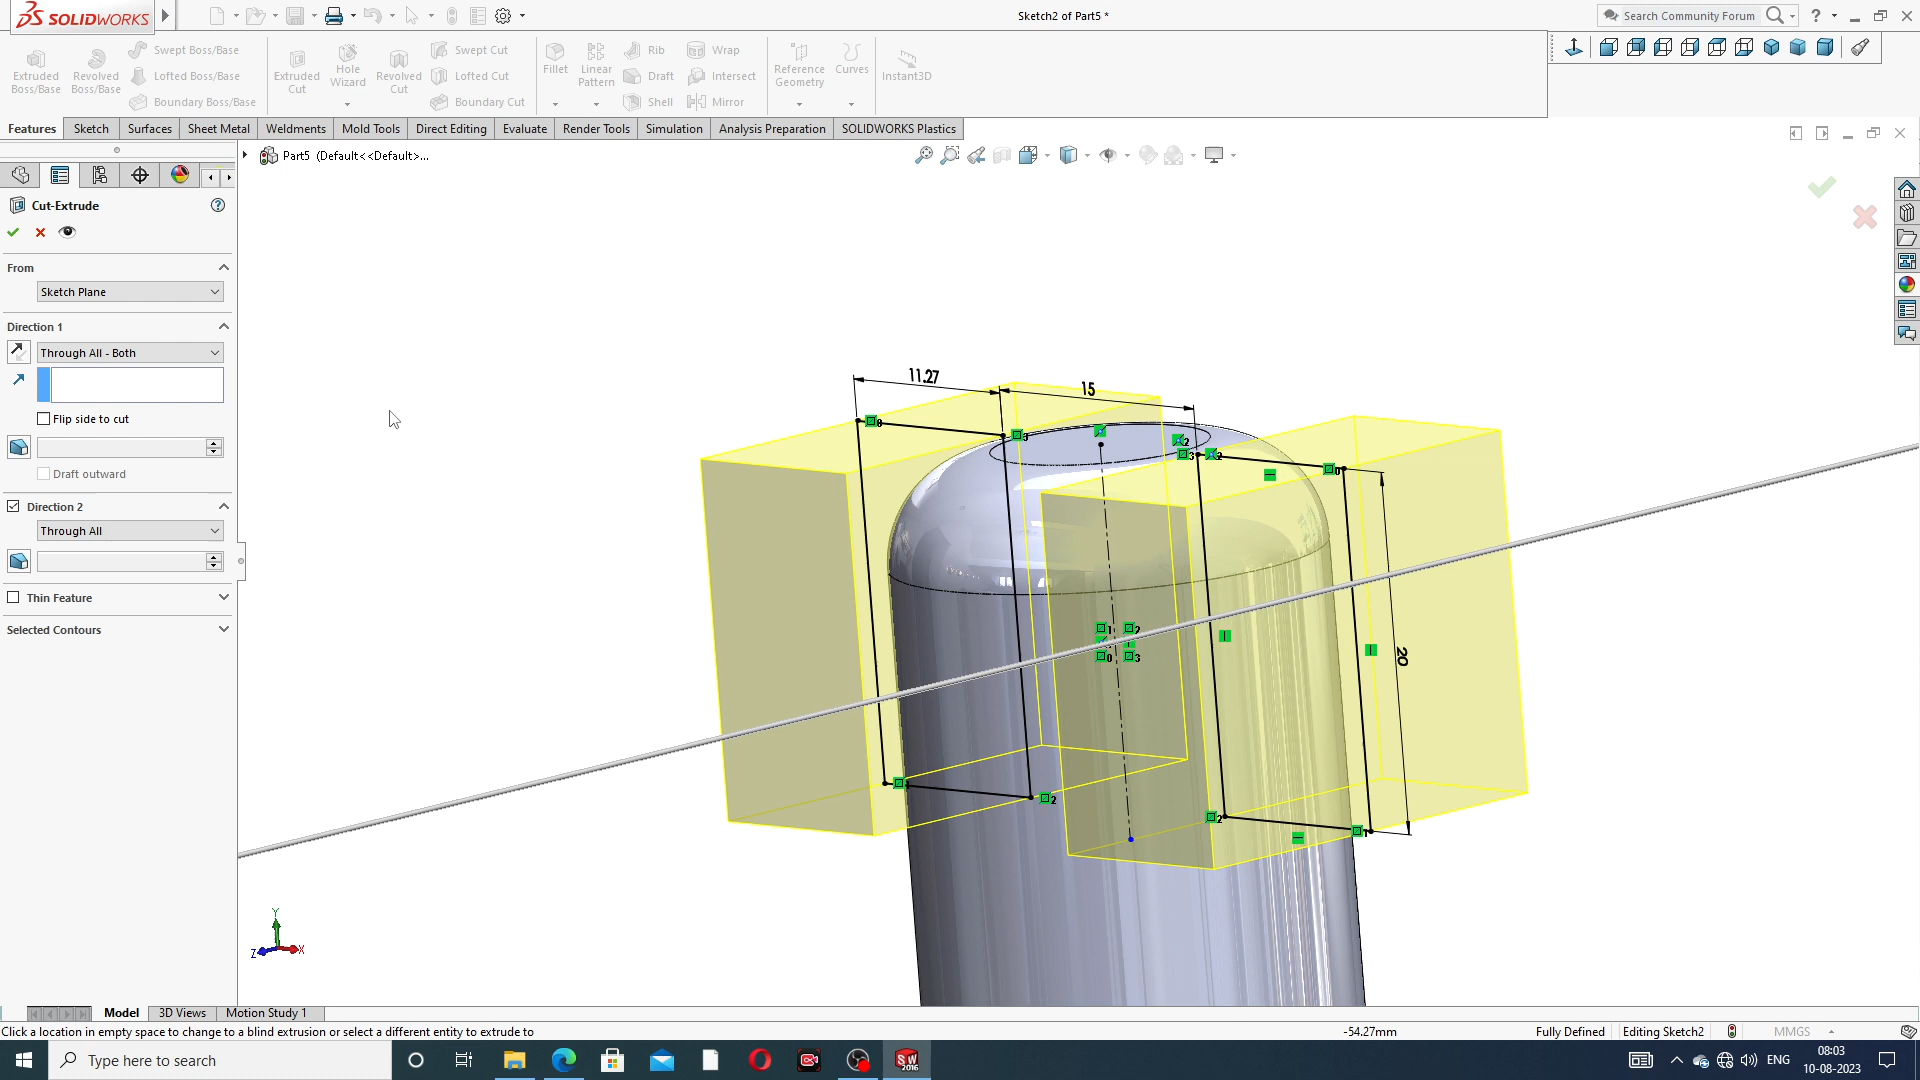 SOLIDWORKS
Sketch2 of Part5 *
Search Community Forum
Extruded Boss/Base
Revolved Boss/Base
Swept Boss/Base
Lofted Boss/Base
Boundary Boss/Base
Extruded Cut
Hole Wizard
Revolved Cut
Swept Cut
Lofted Cut
Boundary Cut
Fillet
Linear Pattern
Rib
Draft
Shell
Wrap
Intersect
Mirror
Reference Geometry
Curves
Instant3D
Features
Sketch
Surfaces
Sheet Metal
Weldments
Mold Tools
Direct Editing
Evaluate
Render Tools
Simulation
Analysis Preparation
SOLIDWORKS Plastics
Part5 (Default<<Default>...
Cut-Extrude
From
Sketch Plane
Direction 1
Through All - Both
Flip side to cut
Draft outward
Direction 2
Through All
Thin Feature
Selected Contours
11.27
15
20
Y
Z
X
Model
3D Views
Motion Study 1
Click a location in empty space to change to a blind extrusion or select a different entity to extrude to
-54.27mm
Fully Defined
Editing Sketch2
MMGS
Type here to search
SW
2016
ENG
08:03
10-08-2023